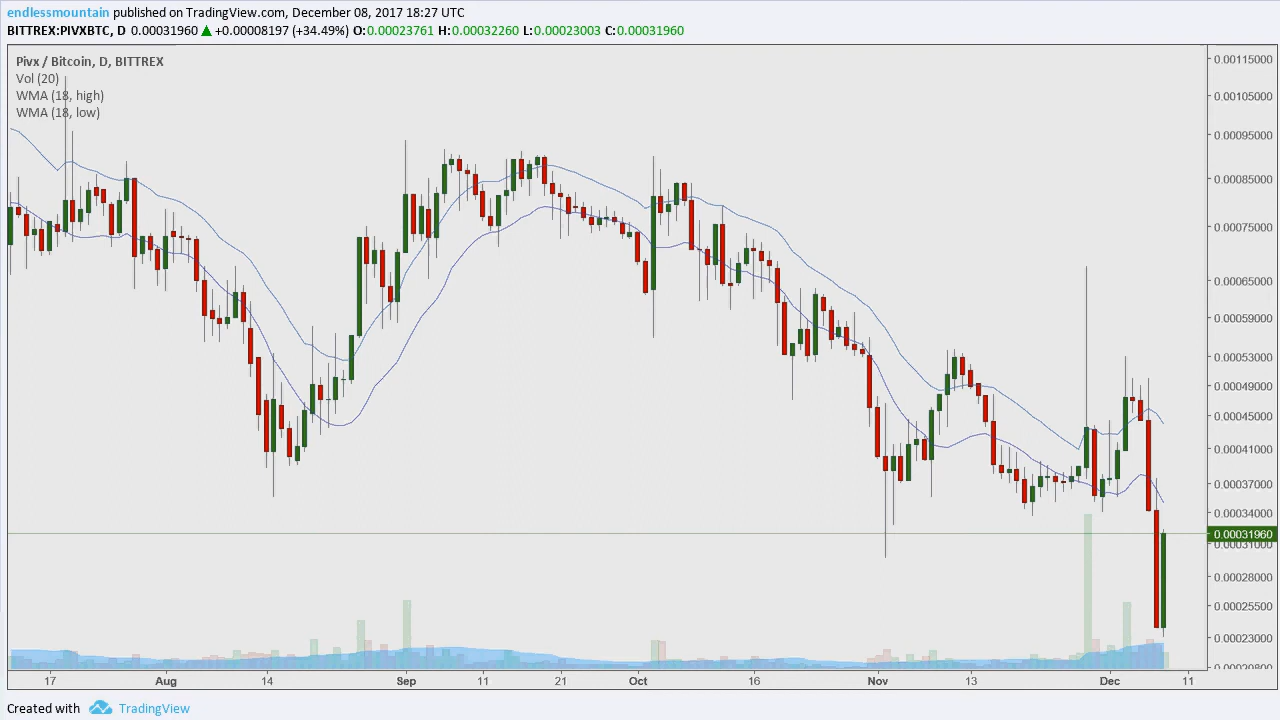 endlessmountain published on TradingView.com, December 08, 2017 18:27 UTC
BITTREX:PIVXBTC, D 0.00031960 ▲ +0.00008197 (+34.49%) O:0.00023761 H:0.00032260 L:0.00023003 C:0.00031960
Pivx / Bitcoin, D, BITTREX
Vol (20)
WMA (18, high)
WMA (18, low)
0.00115000
0.00105000
0.00095000
0.00085000
0.00075000
0.00065000
0.00059000
0.00053000
0.00049000
0.00045000
0.00041000
0.00037000
0.00034000
0.00031960
0.00031000
0.00028000
0.00025500
0.00023000
0.00020800
17 Aug 14 Sep 11 21 Oct 16 Nov 13 Dec 11
Created with TradingView